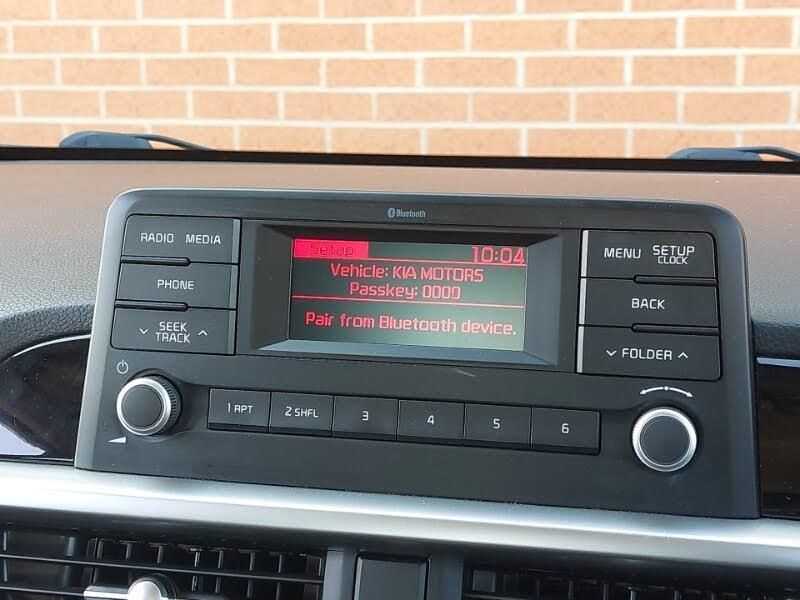 Bluetooth
RADIO MEDIA
PHONE
SEEK
TRACK
Setup 10:04
Vehicle: KIA MOTORS
Passkey: 0000
Pair from Bluetooth device.
MENU SETUP
CLOCK
BACK
FOLDER
1 RPT 2 SHFL 3 4 5 6